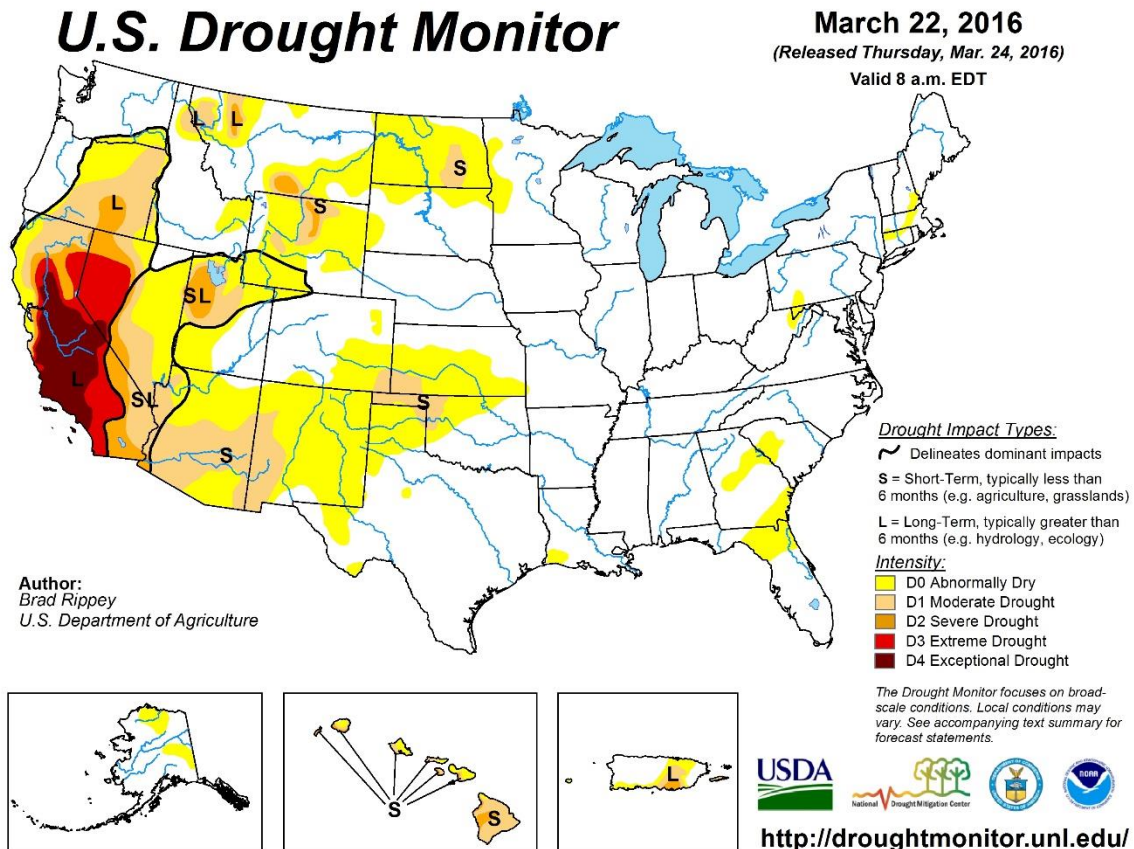 U.S. Drought Monitor
March 22, 2016
(Released Thursday, Mar. 24, 2016)
Valid 8 a.m. EDT
L
L
S
L
S
SL
L
SL
S
S
Drought Impact Types:
Delineates dominant impacts
S = Short-Term, typically less than
6 months (e.g. agriculture, grasslands)
L = Long-Term, typically greater than
6 months (e.g. hydrology, ecology)
Intensity:
D0 Abnormally Dry
D1 Moderate Drought
D2 Severe Drought
D3 Extreme Drought
D4 Exceptional Drought
Author:
Brad Rippey
U.S. Department of Agriculture
The Drought Monitor focuses on broad-
scale conditions. Local conditions may
vary. See accompanying text summary for
forecast statements.
S
S
L
USDA
National Drought Mitigation Center
NOAA
http://droughtmonitor.unl.edu/